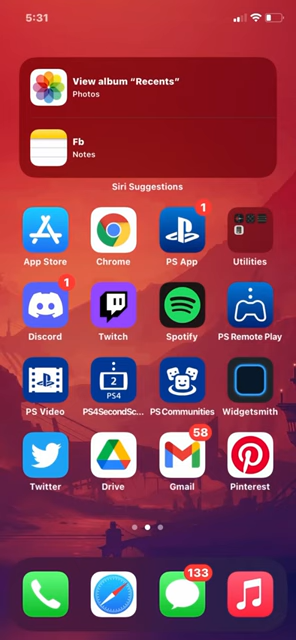 5:31
View album “Recents”
Photos
Fb
Notes
Siri Suggestions
1
App Store Chrome PS App Utilities
1
Discord Twitch Spotify PS Remote Play
2
PS4
PS Video PS4SecondSc... PS Communities Widgetsmith
58
Twitter Drive Gmail Pinterest
133